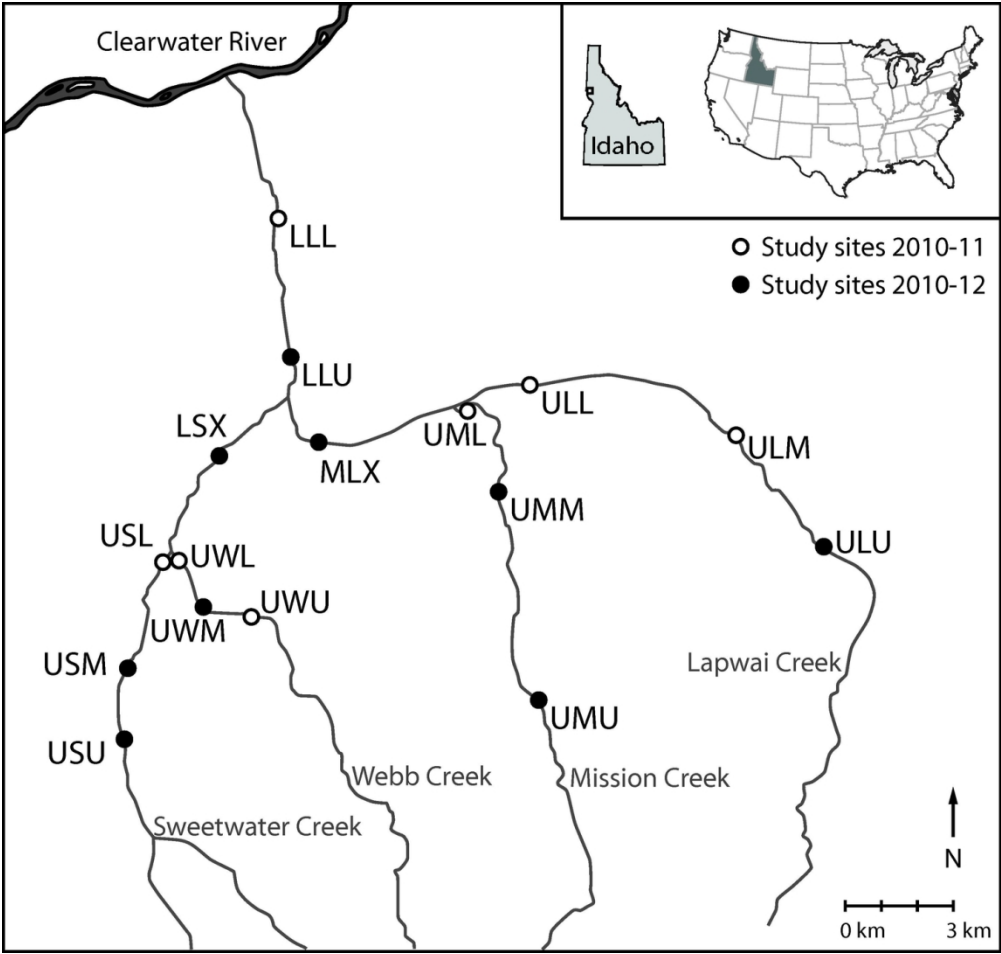 Clearwater River
Idaho
LLL
Study sites 2010-11
Study sites 2010-12
LLU
ULL
LSX
UML
ULM
MLX
UMM
USL
UWL
ULU
UWU
UWM
USM
Lapwai Creek
UMU
USU
Webb Creek
Mission Creek
Sweetwater Creek
N
0 km
3 km